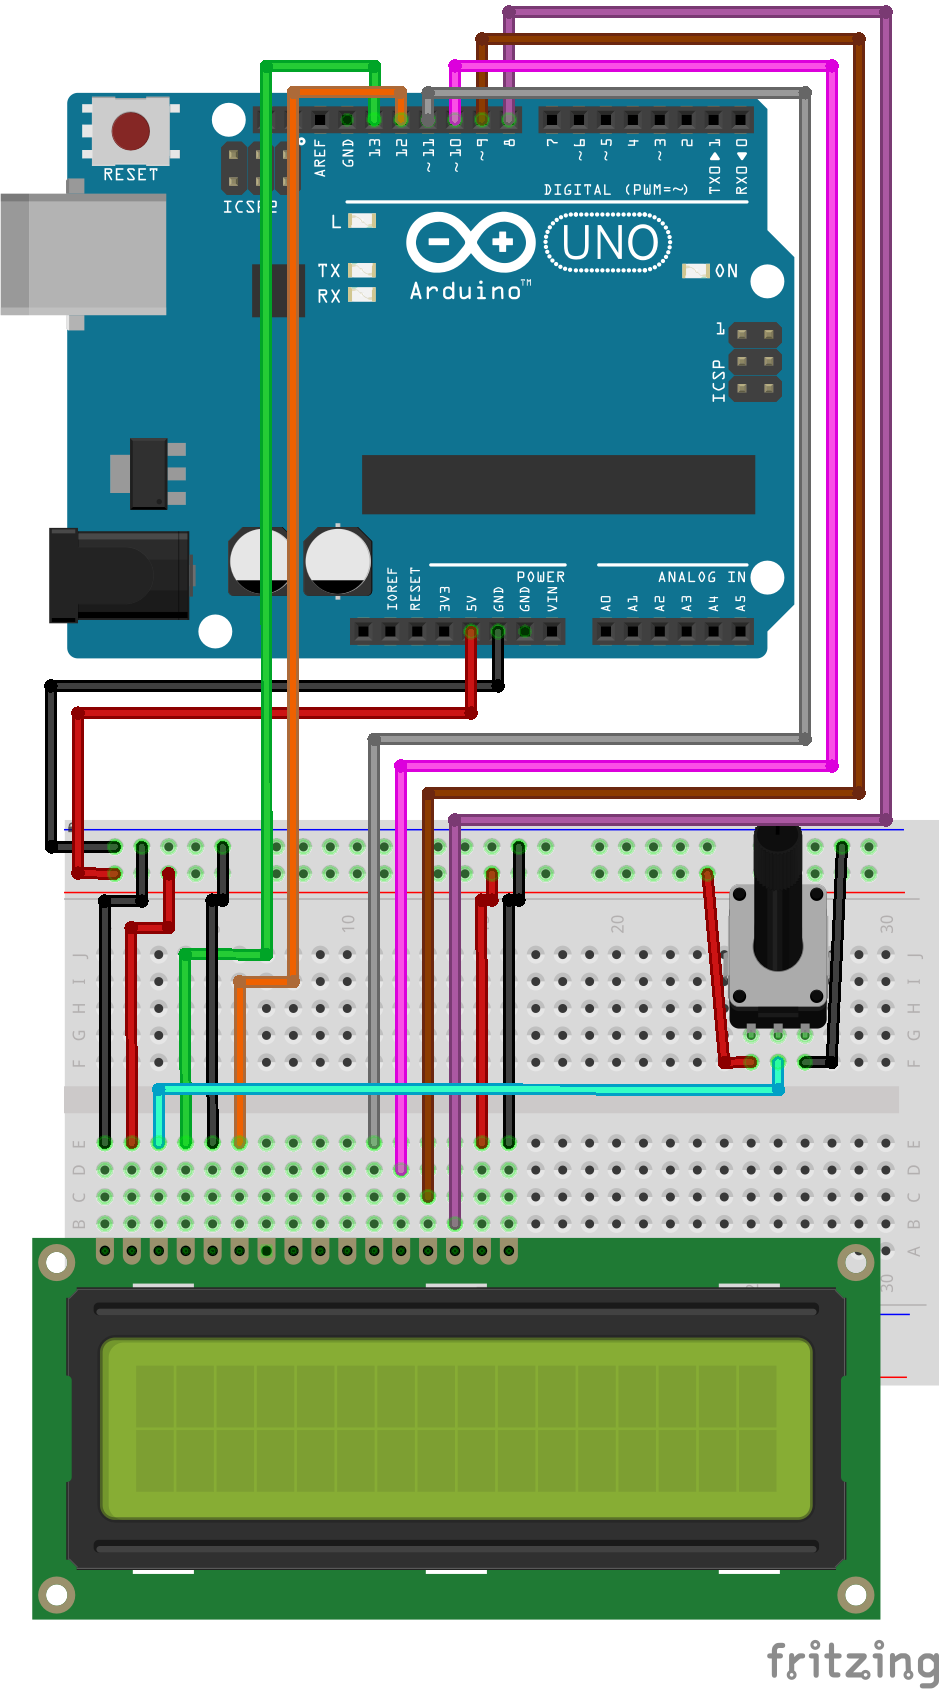 RESET
ICSP2
AREF
GND
13
12
~11
~10
~9
8
7
~6
~5
4
~3
2
TX0▶1
RX0◀0
DIGITAL (PWM=~)
L
TX
RX
UNO
ON
Arduino™
1
ICSP
IOREF
RESET
3V3
5V
GND
GND
VIN
POWER
ANALOG IN
A0
A1
A2
A3
A4
A5
10
20
30
J
I
H
G
F
J
I
H
G
F
E
D
C
B
E
D
C
B
A
30
fritzing